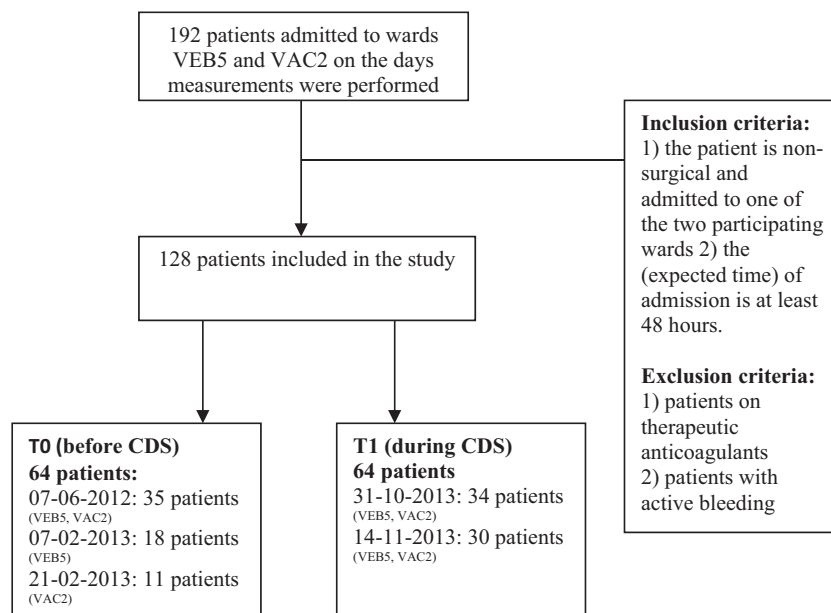 192 patients admitted to wards
VEB5 and VAC2 on the days
measurements were performed
Inclusion criteria:
1) the patient is non-
surgical and
admitted to one of
the two participating
wards 2) the
(expected time) of
admission is at least
48 hours.
Exclusion criteria:
1) patients on
therapeutic
anticoagulants
2) patients with
active bleeding
128 patients included in the study
T0 (before CDS)
64 patients:
07-06-2012: 35 patients
(VEB5, VAC2)
07-02-2013: 18 patients
(VEB5)
21-02-2013: 11 patients
(VAC2)
T1 (during CDS)
64 patients
31-10-2013: 34 patients
(VEB5, VAC2)
14-11-2013: 30 patients
(VEB5, VAC2)